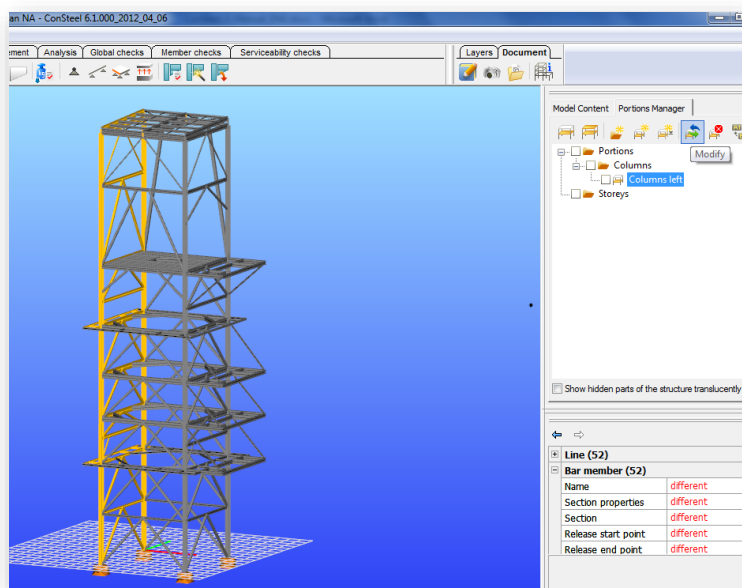 an NA - ConSteel 6.1.000_2012_04_06
ement Analysis Global checks Member checks Serviceability checks
Layers Document
Model Content Portions Manager
Modify
Portions
Columns
Columns left
Storeys
Show hidden parts of the structure translucently
Line (52)
Bar member (52)
Name different
Section properties different
Section different
Release start point different
Release end point different